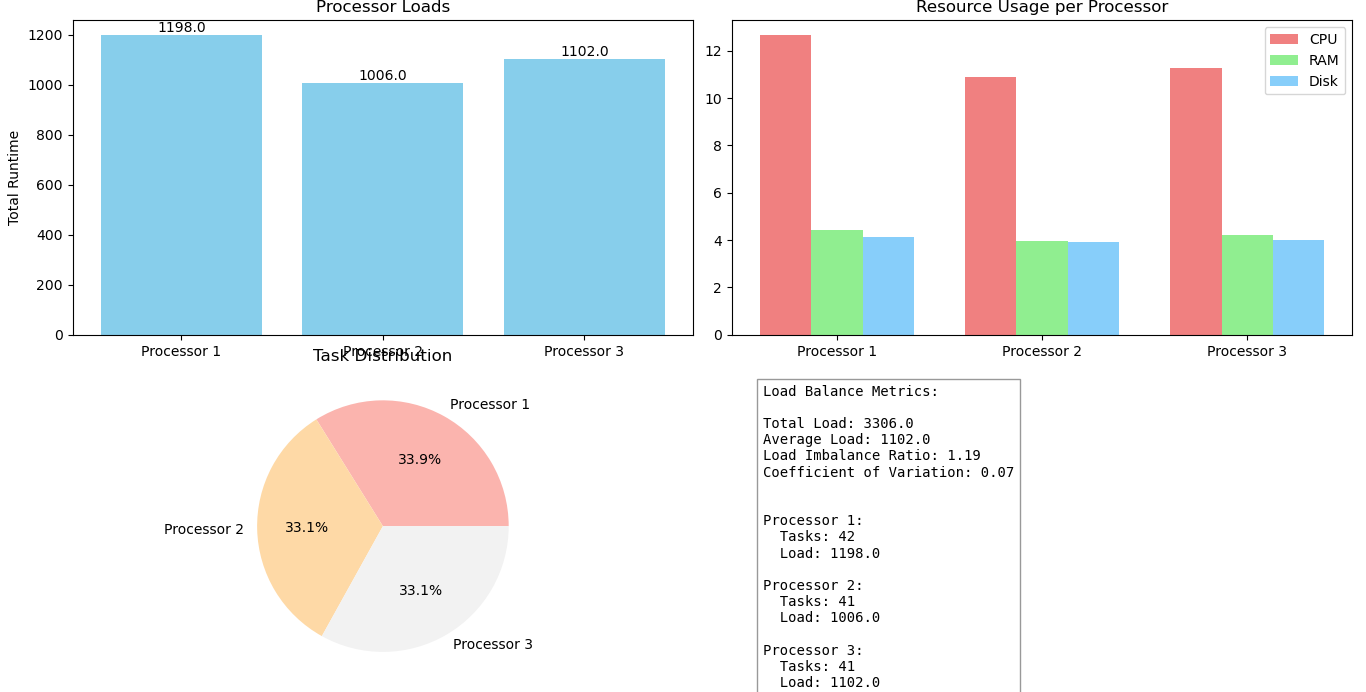 Processor Loads
1198.0
1006.0
1102.0
Total Runtime
1200
1000
800
600
400
200
0
Processor 1
Processor 2
Processor 3
Resource Usage per Processor
CPU
RAM
Disk
12
10
8
6
4
2
0
Processor 1
Processor 2
Processor 3
Task Distribution
Processor 1
33.9%
Processor 2
33.1%
33.1%
Processor 3
Load Balance Metrics:
Total Load: 3306.0
Average Load: 1102.0
Load Imbalance Ratio: 1.19
Coefficient of Variation: 0.07
Processor 1:
Tasks: 42
Load: 1198.0
Processor 2:
Tasks: 41
Load: 1006.0
Processor 3:
Tasks: 41
Load: 1102.0